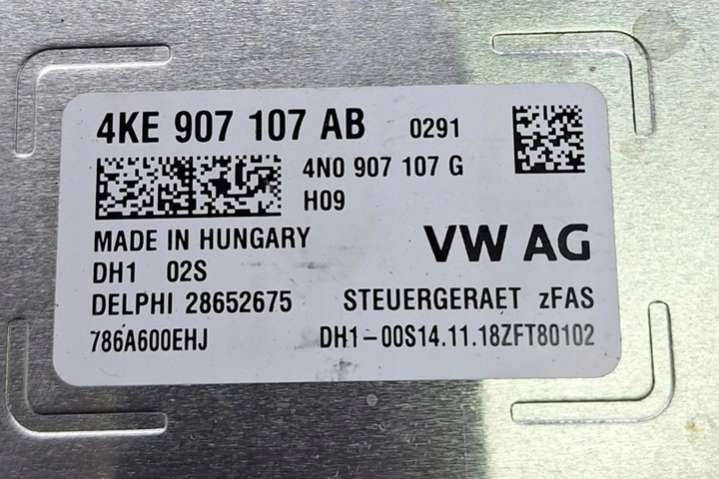 4KE 907 107 AB 0291
4N0 907 107 G
H09
MADE IN HUNGARY
VW AG
DH1 02S
DELPHI 28652675 STEUERGERAET zFAS
786A600EHJ DH1-00S14.11.18ZFT80102